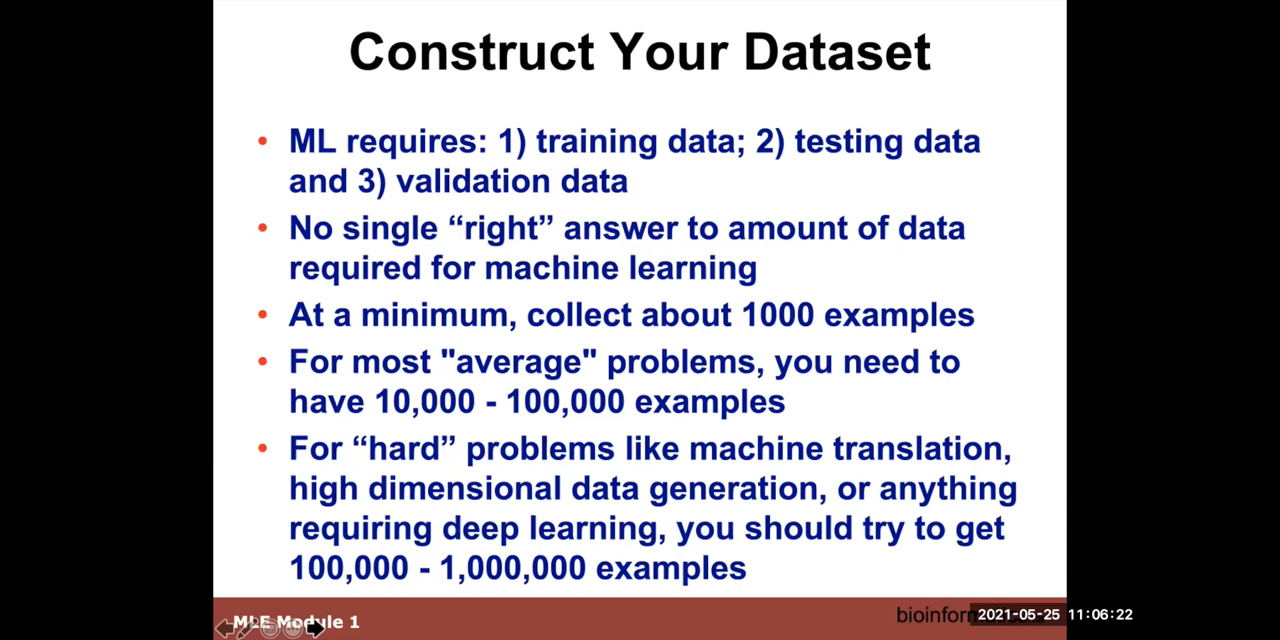 Construct Your Dataset
• ML requires: 1) training data; 2) testing data
and 3) validation data
• No single “right” answer to amount of data
required for machine learning
• At a minimum, collect about 1000 examples
• For most "average" problems, you need to
have 10,000 - 100,000 examples
• For “hard” problems like machine translation,
high dimensional data generation, or anything
requiring deep learning, you should try to get
100,000 - 1,000,000 examples
MLE Module 1
2021-05-25 11:06:22